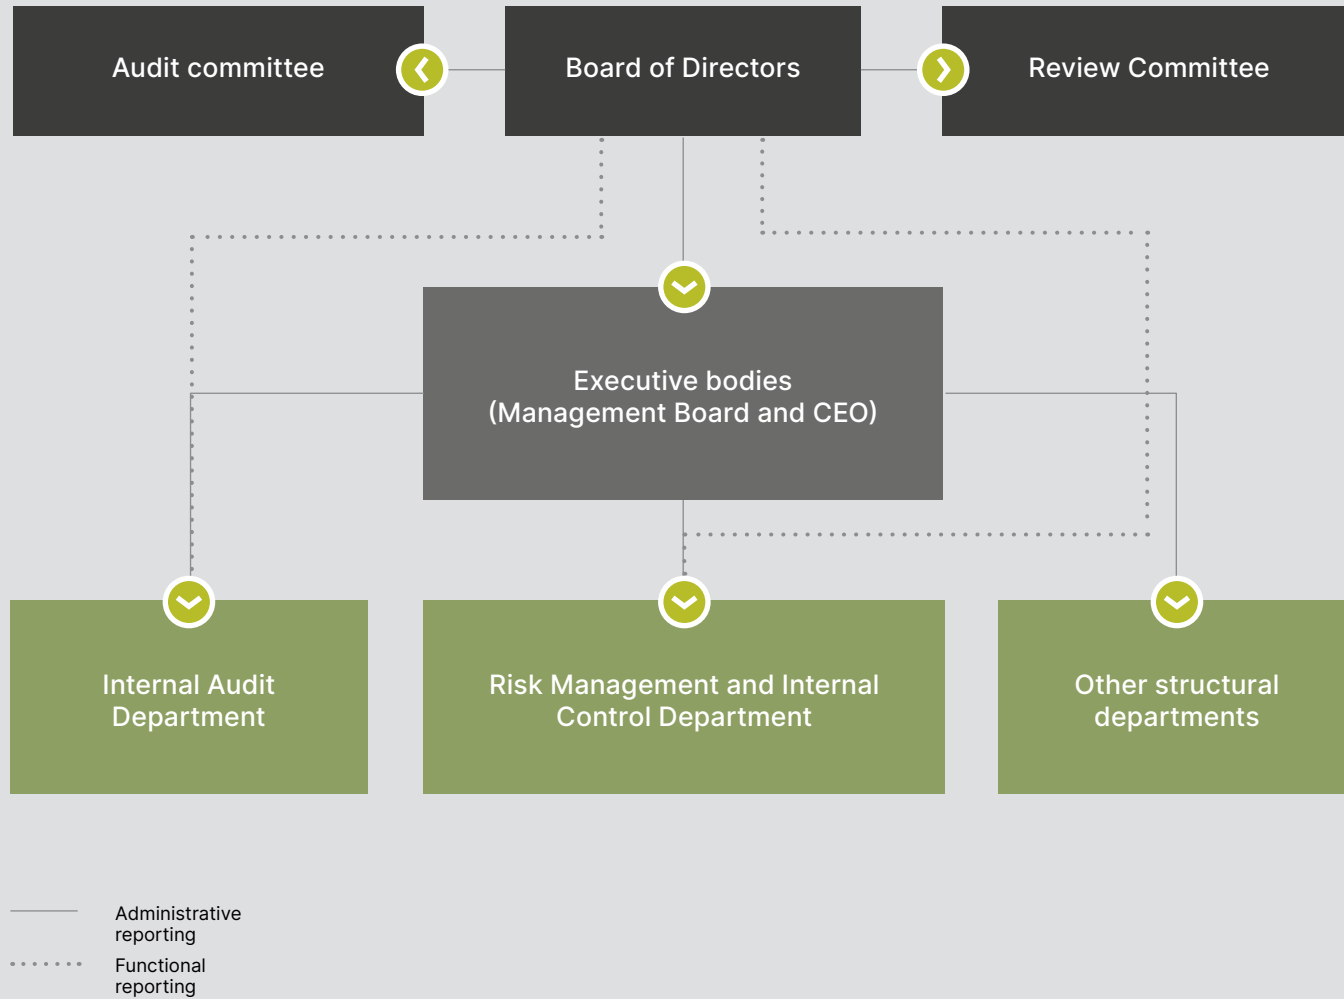 Audit committee
Board of Directors
Review Committee
Executive bodies
(Management Board and CEO)
Internal Audit
Department
Risk Management and Internal
Control Department
Other structural
departments
Administrative
reporting
Functional
reporting